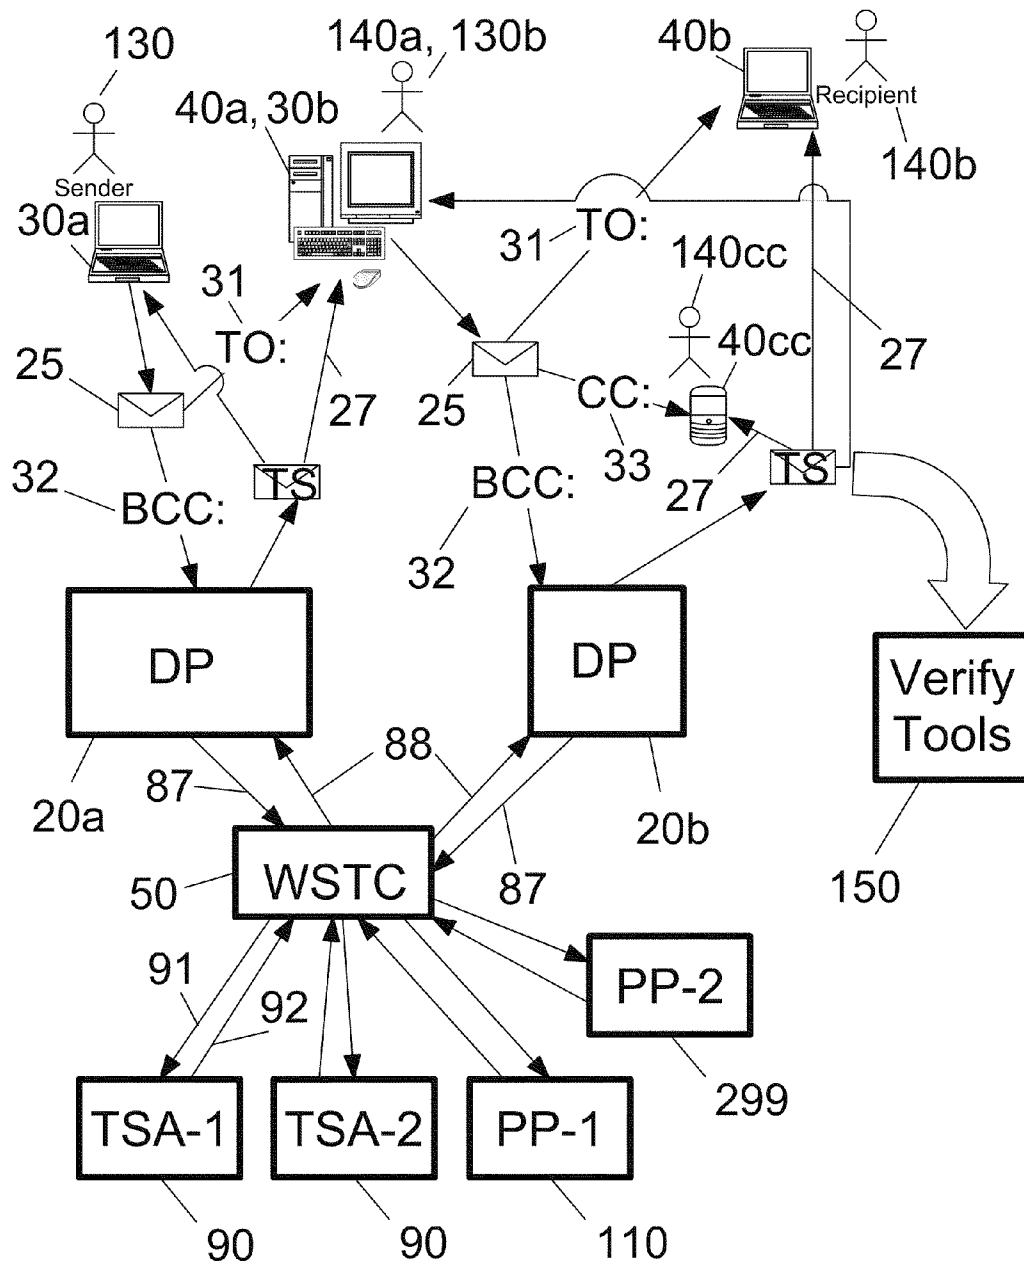 130
140a, 130b
40b
40a, 30b
Recipient
140b
Sender
30a
31
TO:
31
TO:
140cc
40cc
25
27
25
CC:
27
33
TS
BCC:
32
BCC:
27
TS
32
DP
DP
Verify
Tools
88
87
20a
20b
87
50
WSTC
150
91
92
PP-2
299
TSA-1
TSA-2
PP-1
90
90
110